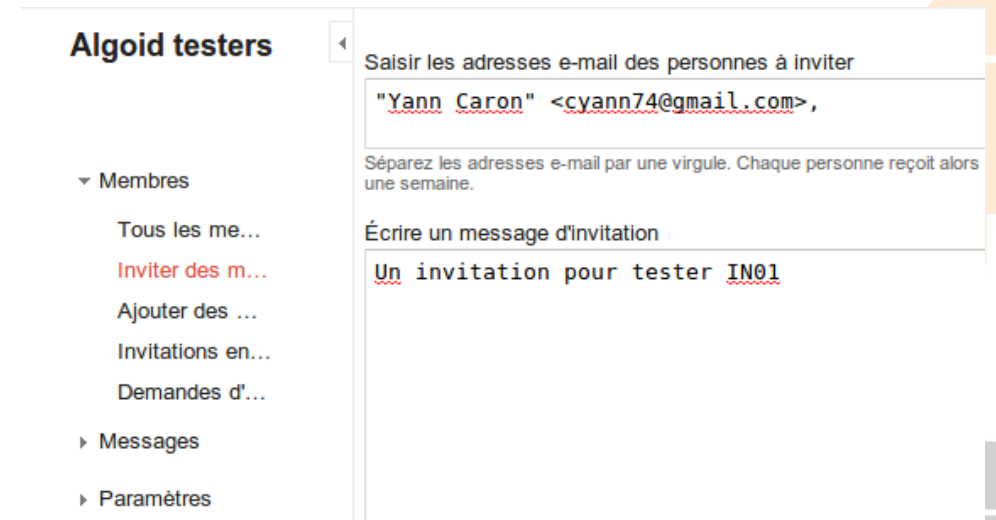 Algoid testers
Membres
Tous les me...
Inviter des m...
Ajouter des ...
Invitations en...
Demandes d'...
Messages
Paramètres
Saisir les adresses e-mail des personnes à inviter
"Yann Caron" <cyann74@gmail.com>,
Séparez les adresses e-mail par une virgule. Chaque personne reçoit alors
une semaine.
Écrire un message d'invitation
Un invitation pour tester IN01